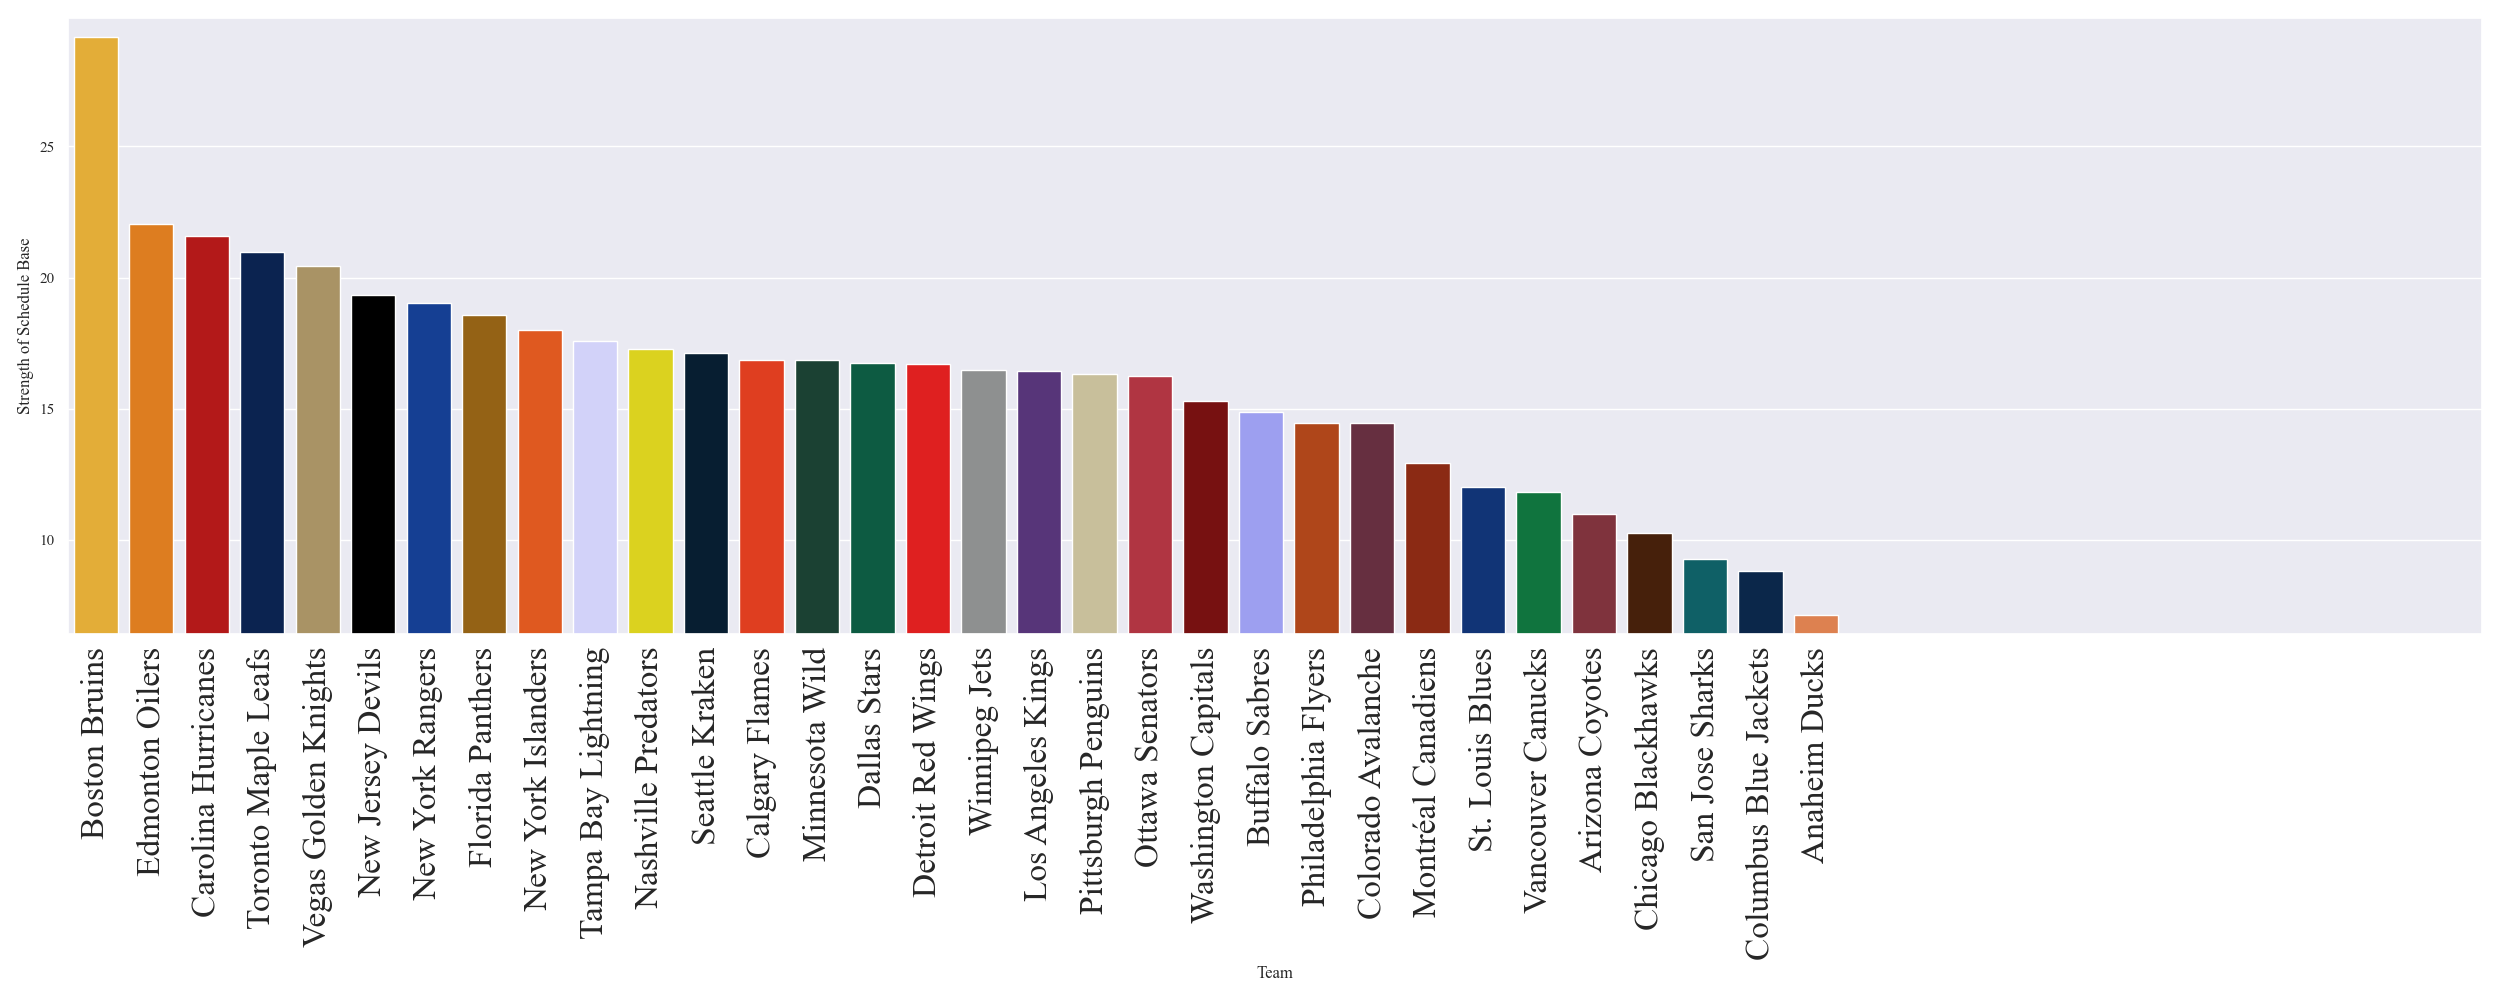 Strength of Schedule Base
25
20
15
10
Boston Bruins
Edmonton Oilers
Carolina Hurricanes
Toronto Maple Leafs
Vegas Golden Knights
New Jersey Devils
New York Rangers
Florida Panthers
New York Islanders
Tampa Bay Lightning
Nashville Predators
Seattle Kraken
Calgary Flames
Minnesota Wild
Dallas Stars
Detroit Red Wings
Winnipeg Jets
Los Angeles Kings
Pittsburgh Penguins
Ottawa Senators
Washington Capitals
Buffalo Sabres
Philadelphia Flyers
Colorado Avalanche
Montréal Canadiens
St. Louis Blues
Vancouver Canucks
Arizona Coyotes
Chicago Blackhawks
San Jose Sharks
Columbus Blue Jackets
Anaheim Ducks
Team